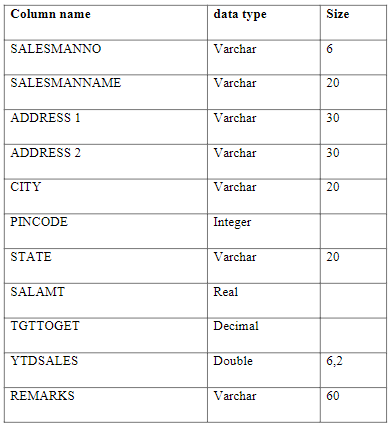 Column name data type Size
SALESMANNO Varchar 6
SALESMANNAME Varchar 20
ADDRESS 1 Varchar 30
ADDRESS 2 Varchar 30
CITY Varchar 20
PINCODE Integer
STATE Varchar 20
SALAMT Real
TGTTOGET Decimal
YTDSALES Double 6,2
REMARKS Varchar 60